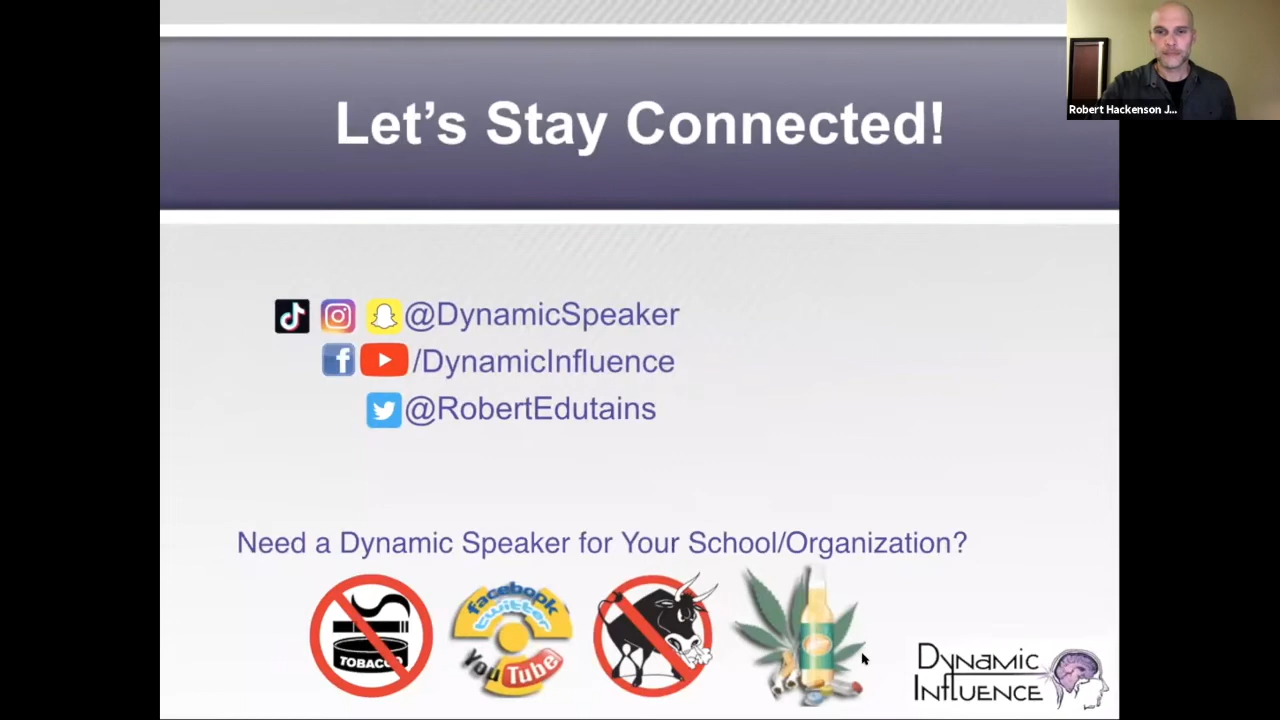 Let's Stay Connected!
Robert Hackenson J...
@DynamicSpeaker
/DynamicInfluence
@RobertEdutains
Need a Dynamic Speaker for Your School/Organization?
TOBACCO
facebook
twitter
YouTube
Dynamic
Influence